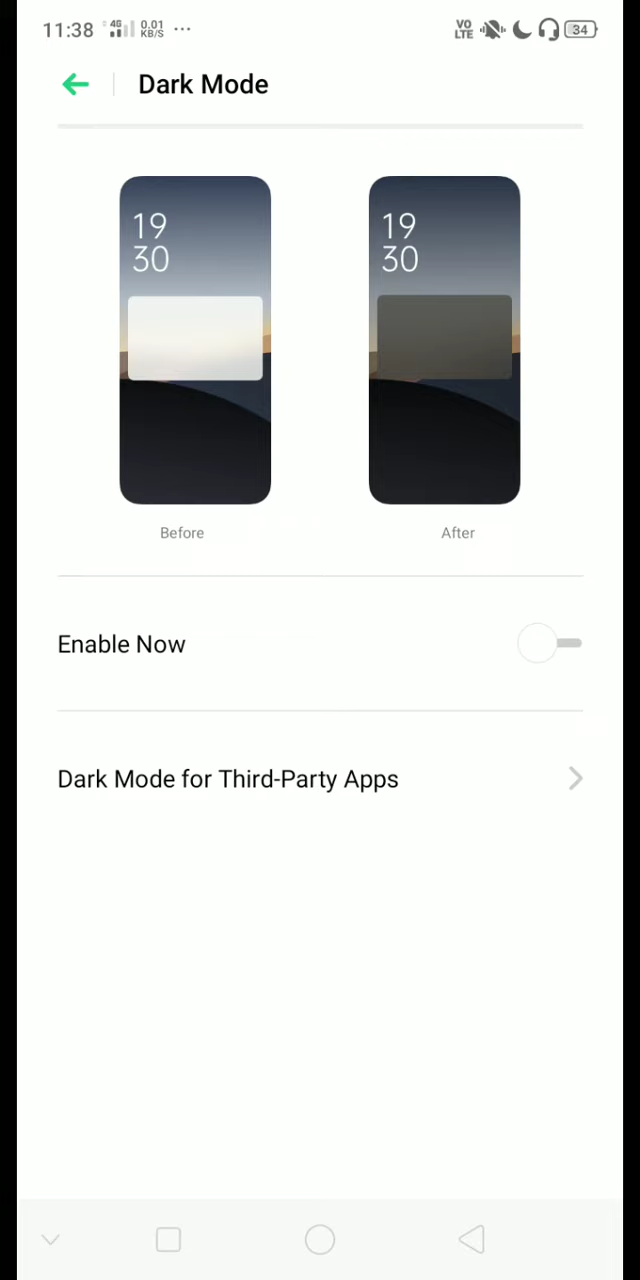 11:38 4G 0.01 KB/S ... VO LTE 34
Dark Mode
19 19
30 30
Before After
Enable Now
Dark Mode for Third-Party Apps